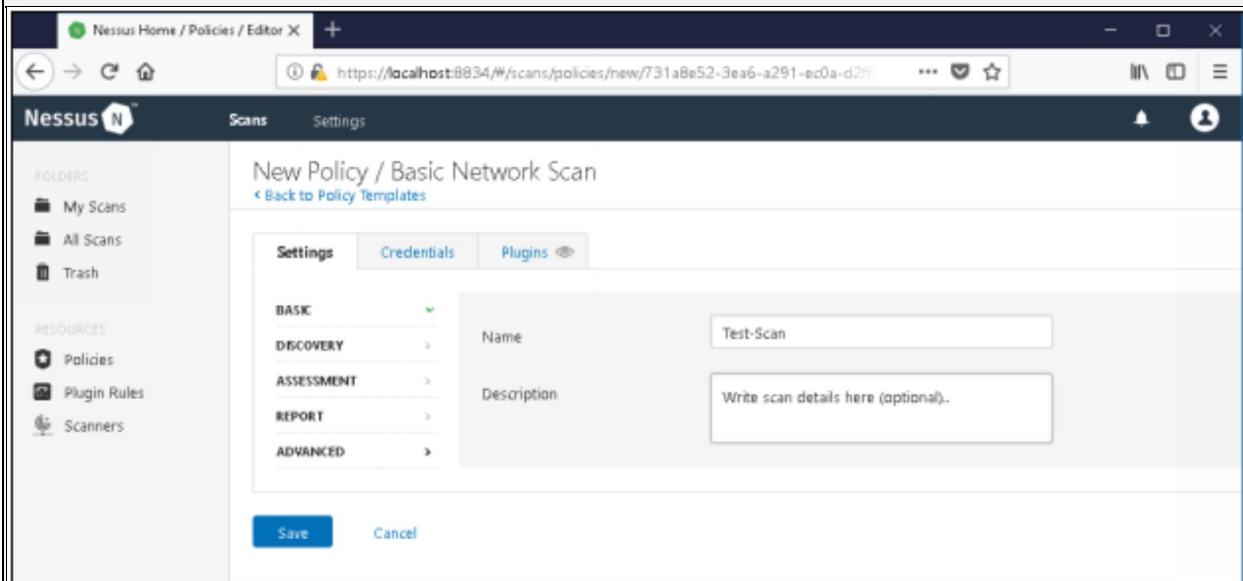 Nessus Home / Policies / Editor
https://localhost:8834/#/scans/policies/new/731a8e52-3ea6-a291-ec0a-d2ff
Nessus N
Scans
Settings
FOLDERS
My Scans
All Scans
Trash
RESOURCES
Policies
Plugin Rules
Scanners
New Policy / Basic Network Scan
Back to Policy Templates
Settings
Credentials
Plugins
BASIC
DISCOVERY
ASSESSMENT
REPORT
ADVANCED
Name
Test-Scan
Description
Write scan details here (optional)..
Save
Cancel